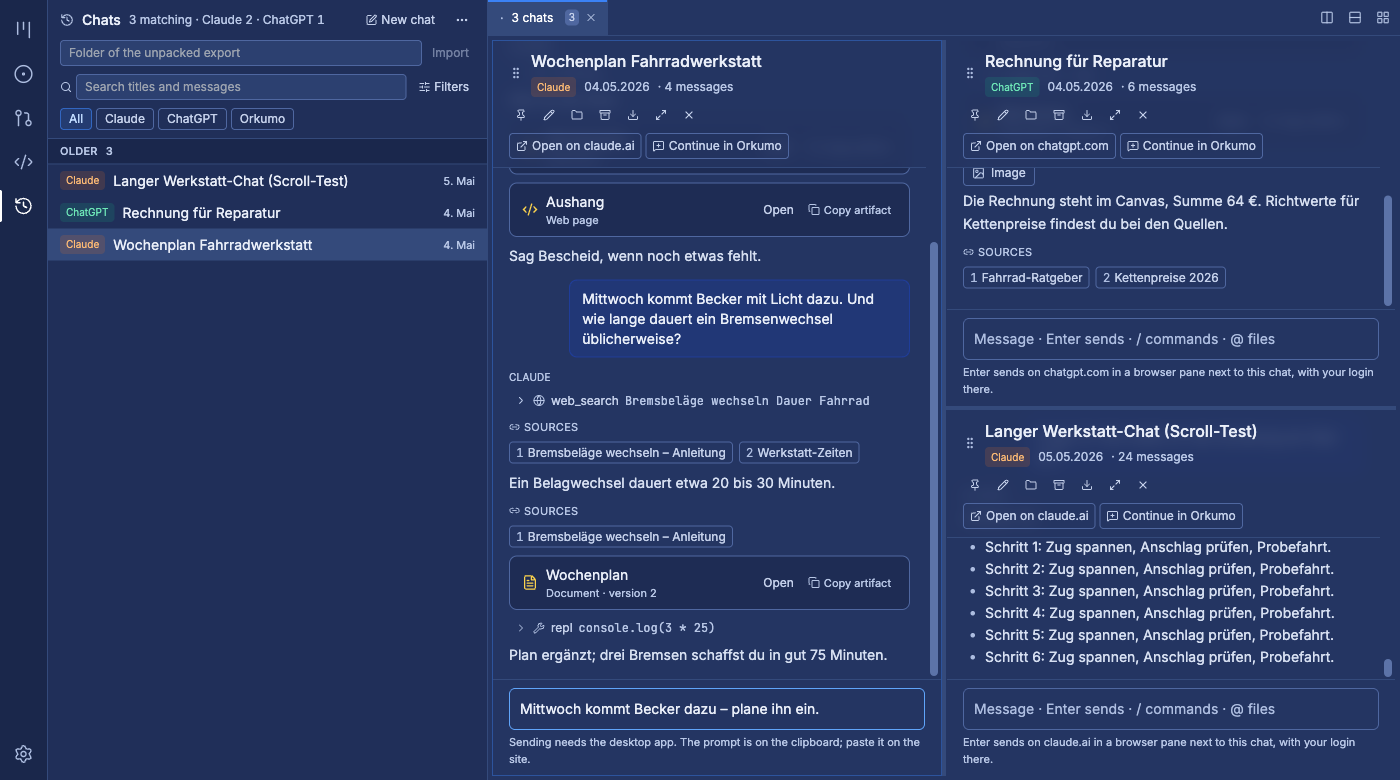 Chats 3 matching · Claude 2 · ChatGPT 1 New chat
Folder of the unpacked export Import
Search titles and messages Filters
All Claude ChatGPT Orkumo
OLDER 3
Claude Langer Werkstatt-Chat (Scroll-Test) 5. Mai
ChatGPT Rechnung für Reparatur 4. Mai
Claude Wochenplan Fahrradwerkstatt 4. Mai
· 3 chats 3
Wochenplan Fahrradwerkstatt
Claude 04.05.2026 · 4 messages
Open on claude.ai Continue in Orkumo
Aushang
Web page
Open Copy artifact
Sag Bescheid, wenn noch etwas fehlt.
Mittwoch kommt Becker mit Licht dazu. Und
wie lange dauert ein Bremsenwechsel
üblicherweise?
CLAUDE
web_search Bremsbeläge wechseln Dauer Fahrrad
SOURCES
1 Bremsbeläge wechseln – Anleitung 2 Werkstatt-Zeiten
Ein Belagwechsel dauert etwa 20 bis 30 Minuten.
SOURCES
1 Bremsbeläge wechseln – Anleitung
Wochenplan
Document · version 2
Open Copy artifact
repl console.log(3 * 25)
Plan ergänzt; drei Bremsen schaffst du in gut 75 Minuten.
Mittwoch kommt Becker dazu – plane ihn ein.
Sending needs the desktop app. The prompt is on the clipboard; paste it on the
site.
Rechnung für Reparatur
ChatGPT 04.05.2026 · 6 messages
Open on chatgpt.com Continue in Orkumo
Image
Die Rechnung steht im Canvas, Summe 64 €. Richtwerte für
Kettenpreise findest du bei den Quellen.
SOURCES
1 Fahrrad-Ratgeber 2 Kettenpreise 2026
Message · Enter sends · / commands · @ files
Enter sends on chatgpt.com in a browser pane next to this chat, with your login
there.
Langer Werkstatt-Chat (Scroll-Test)
Claude 05.05.2026 · 24 messages
Open on claude.ai Continue in Orkumo
• Schritt 1: Zug spannen, Anschlag prüfen, Probefahrt.
• Schritt 2: Zug spannen, Anschlag prüfen, Probefahrt.
• Schritt 3: Zug spannen, Anschlag prüfen, Probefahrt.
• Schritt 4: Zug spannen, Anschlag prüfen, Probefahrt.
• Schritt 5: Zug spannen, Anschlag prüfen, Probefahrt.
• Schritt 6: Zug spannen, Anschlag prüfen, Probefahrt.
Message · Enter sends · / commands · @ files
Enter sends on claude.ai in a browser pane next to this chat, with your login
there.